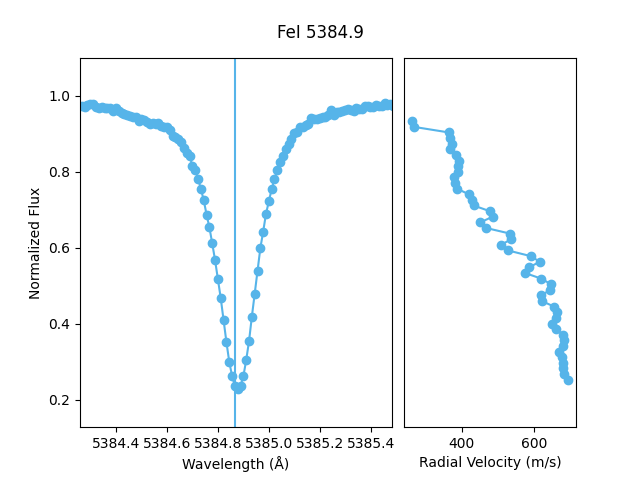 FeI 5384.9
Normalized Flux
1.0
0.8
0.6
0.4
0.2
5384.4 5384.6 5384.8 5385.0 5385.2 5385.4
Wavelength (Å)
400 600
Radial Velocity (m/s)